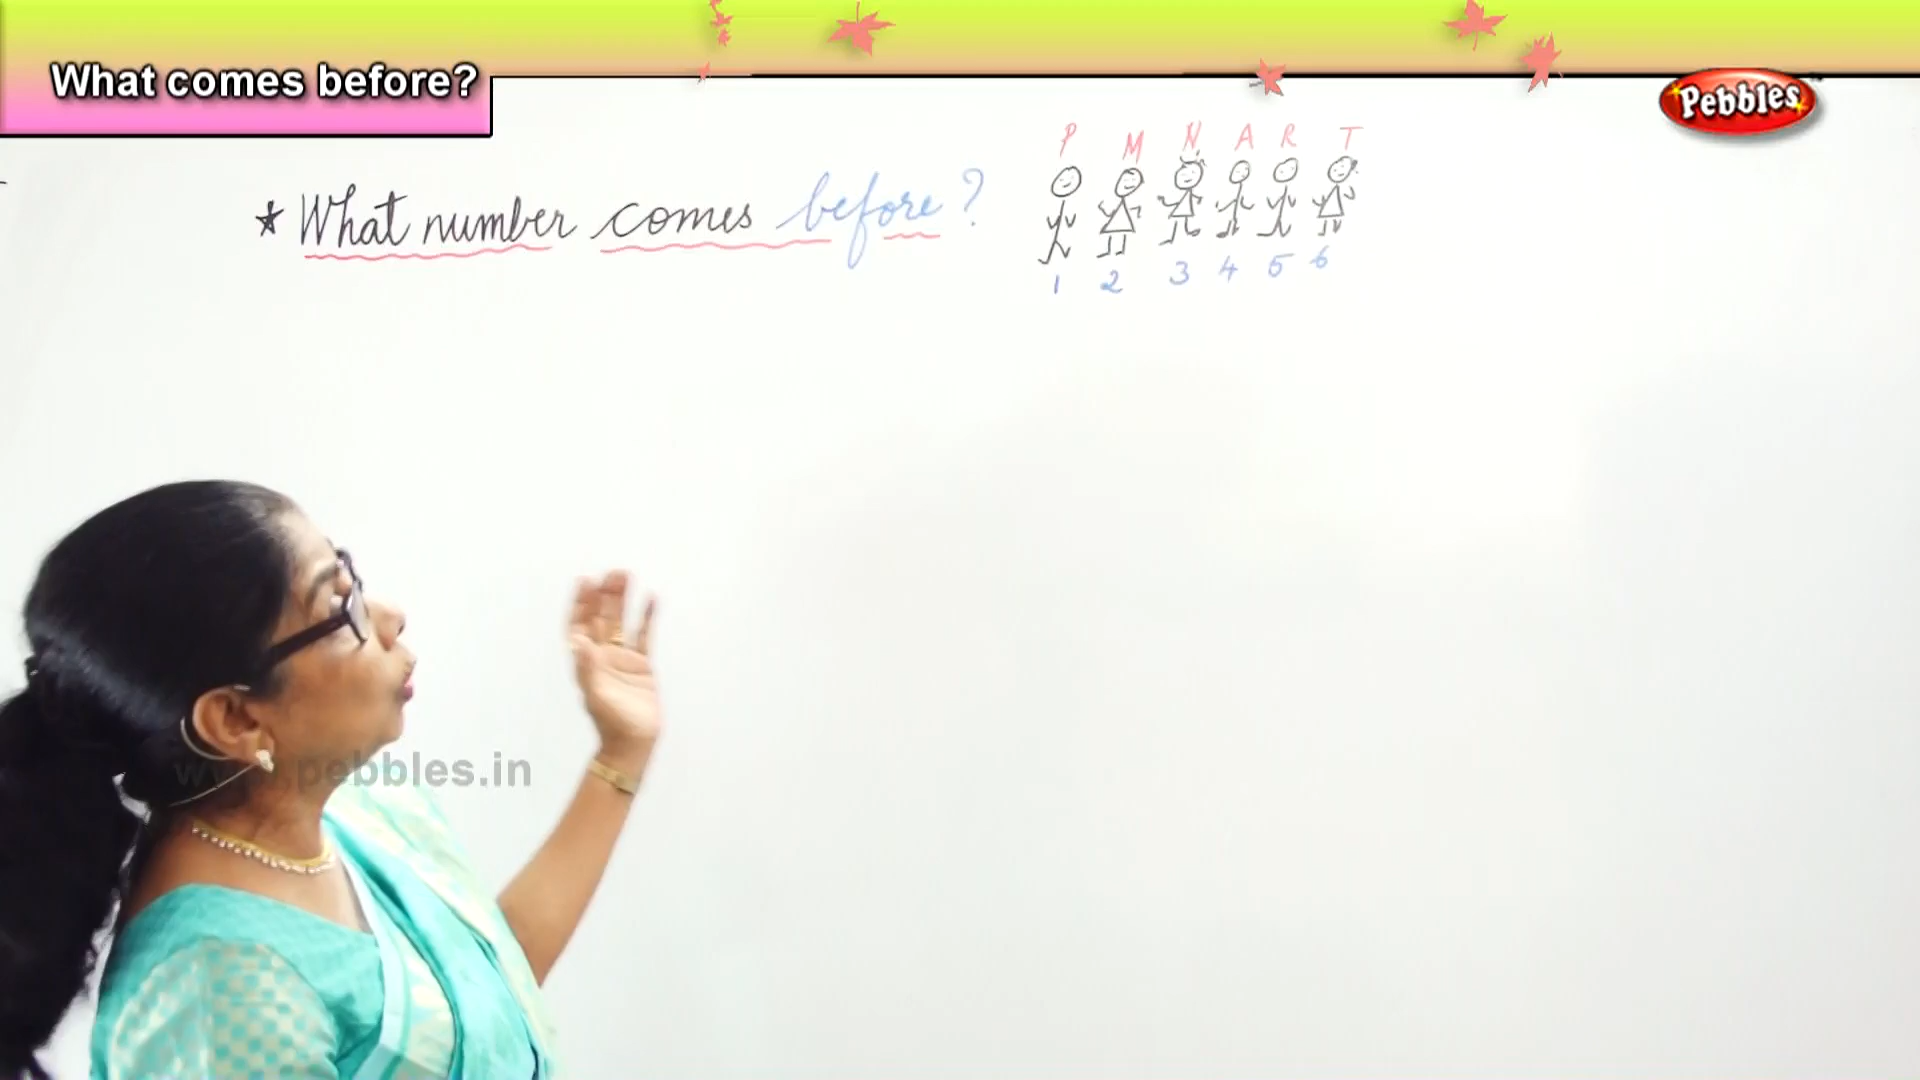 What comes before?
Pebbles
P M N A R T
★ What number comes before?
1 2 3 4 5 6
www.pebbles.in